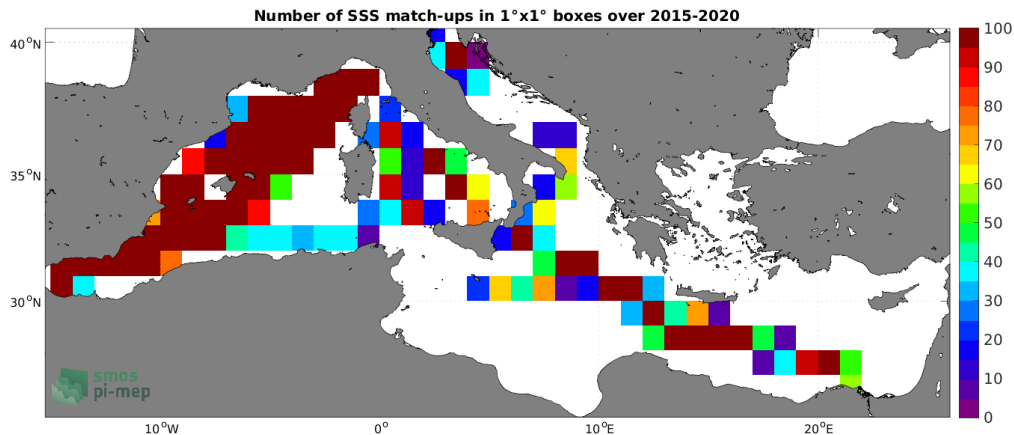 Number of SSS match-ups in 1°x1° boxes over 2015-2020
40°N
35°N
30°N
10°W
0°
10°E
20°E
100
90
80
70
60
50
40
30
20
10
0
smos
pi-mep